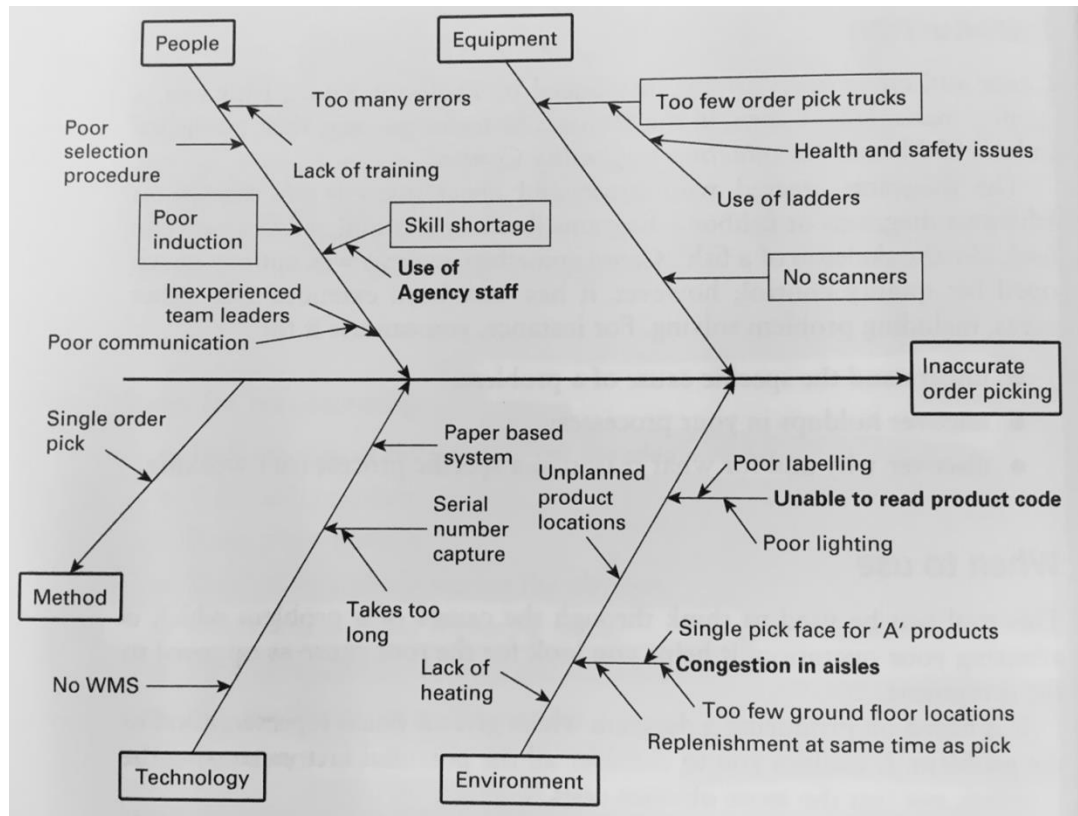 People
Equipment
Too many errors
Too few order pick trucks
Poor
selection
procedure
Health and safety issues
Lack of training
Use of ladders
Poor
induction
Skill shortage
Use of
Agency staff
No scanners
Inexperienced
team leaders
Poor communication
Inaccurate
order picking
Single order
pick
Paper based
system
Poor labelling
Unplanned
product
locations
Unable to read product code
Serial
number
capture
Poor lighting
Method
Takes too
long
Single pick face for ‘A’ products
Lack of
heating
Congestion in aisles
No WMS
Too few ground floor locations
Replenishment at same time as pick
Technology
Environment